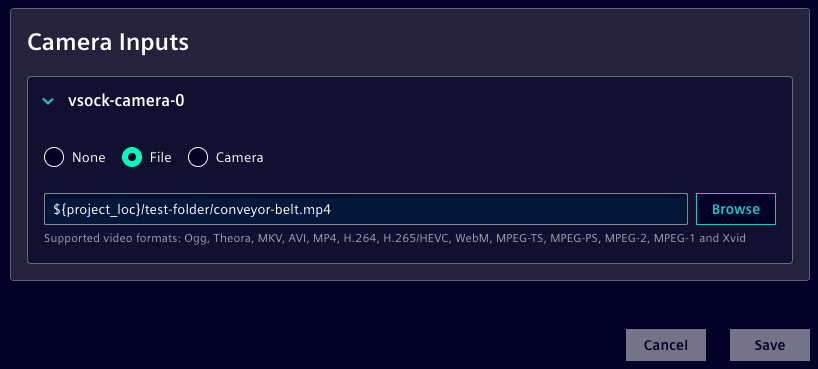 Camera Inputs
vsock-camera-0
None File Camera
${project_loc}/test-folder/conveyor-belt.mp4 Browse
Supported video formats: Ogg, Theora, MKV, AVI, MP4, H.264, H.265/HEVC, WebM, MPEG-TS, MPEG-PS, MPEG-2, MPEG-1 and Xvid
Cancel Save